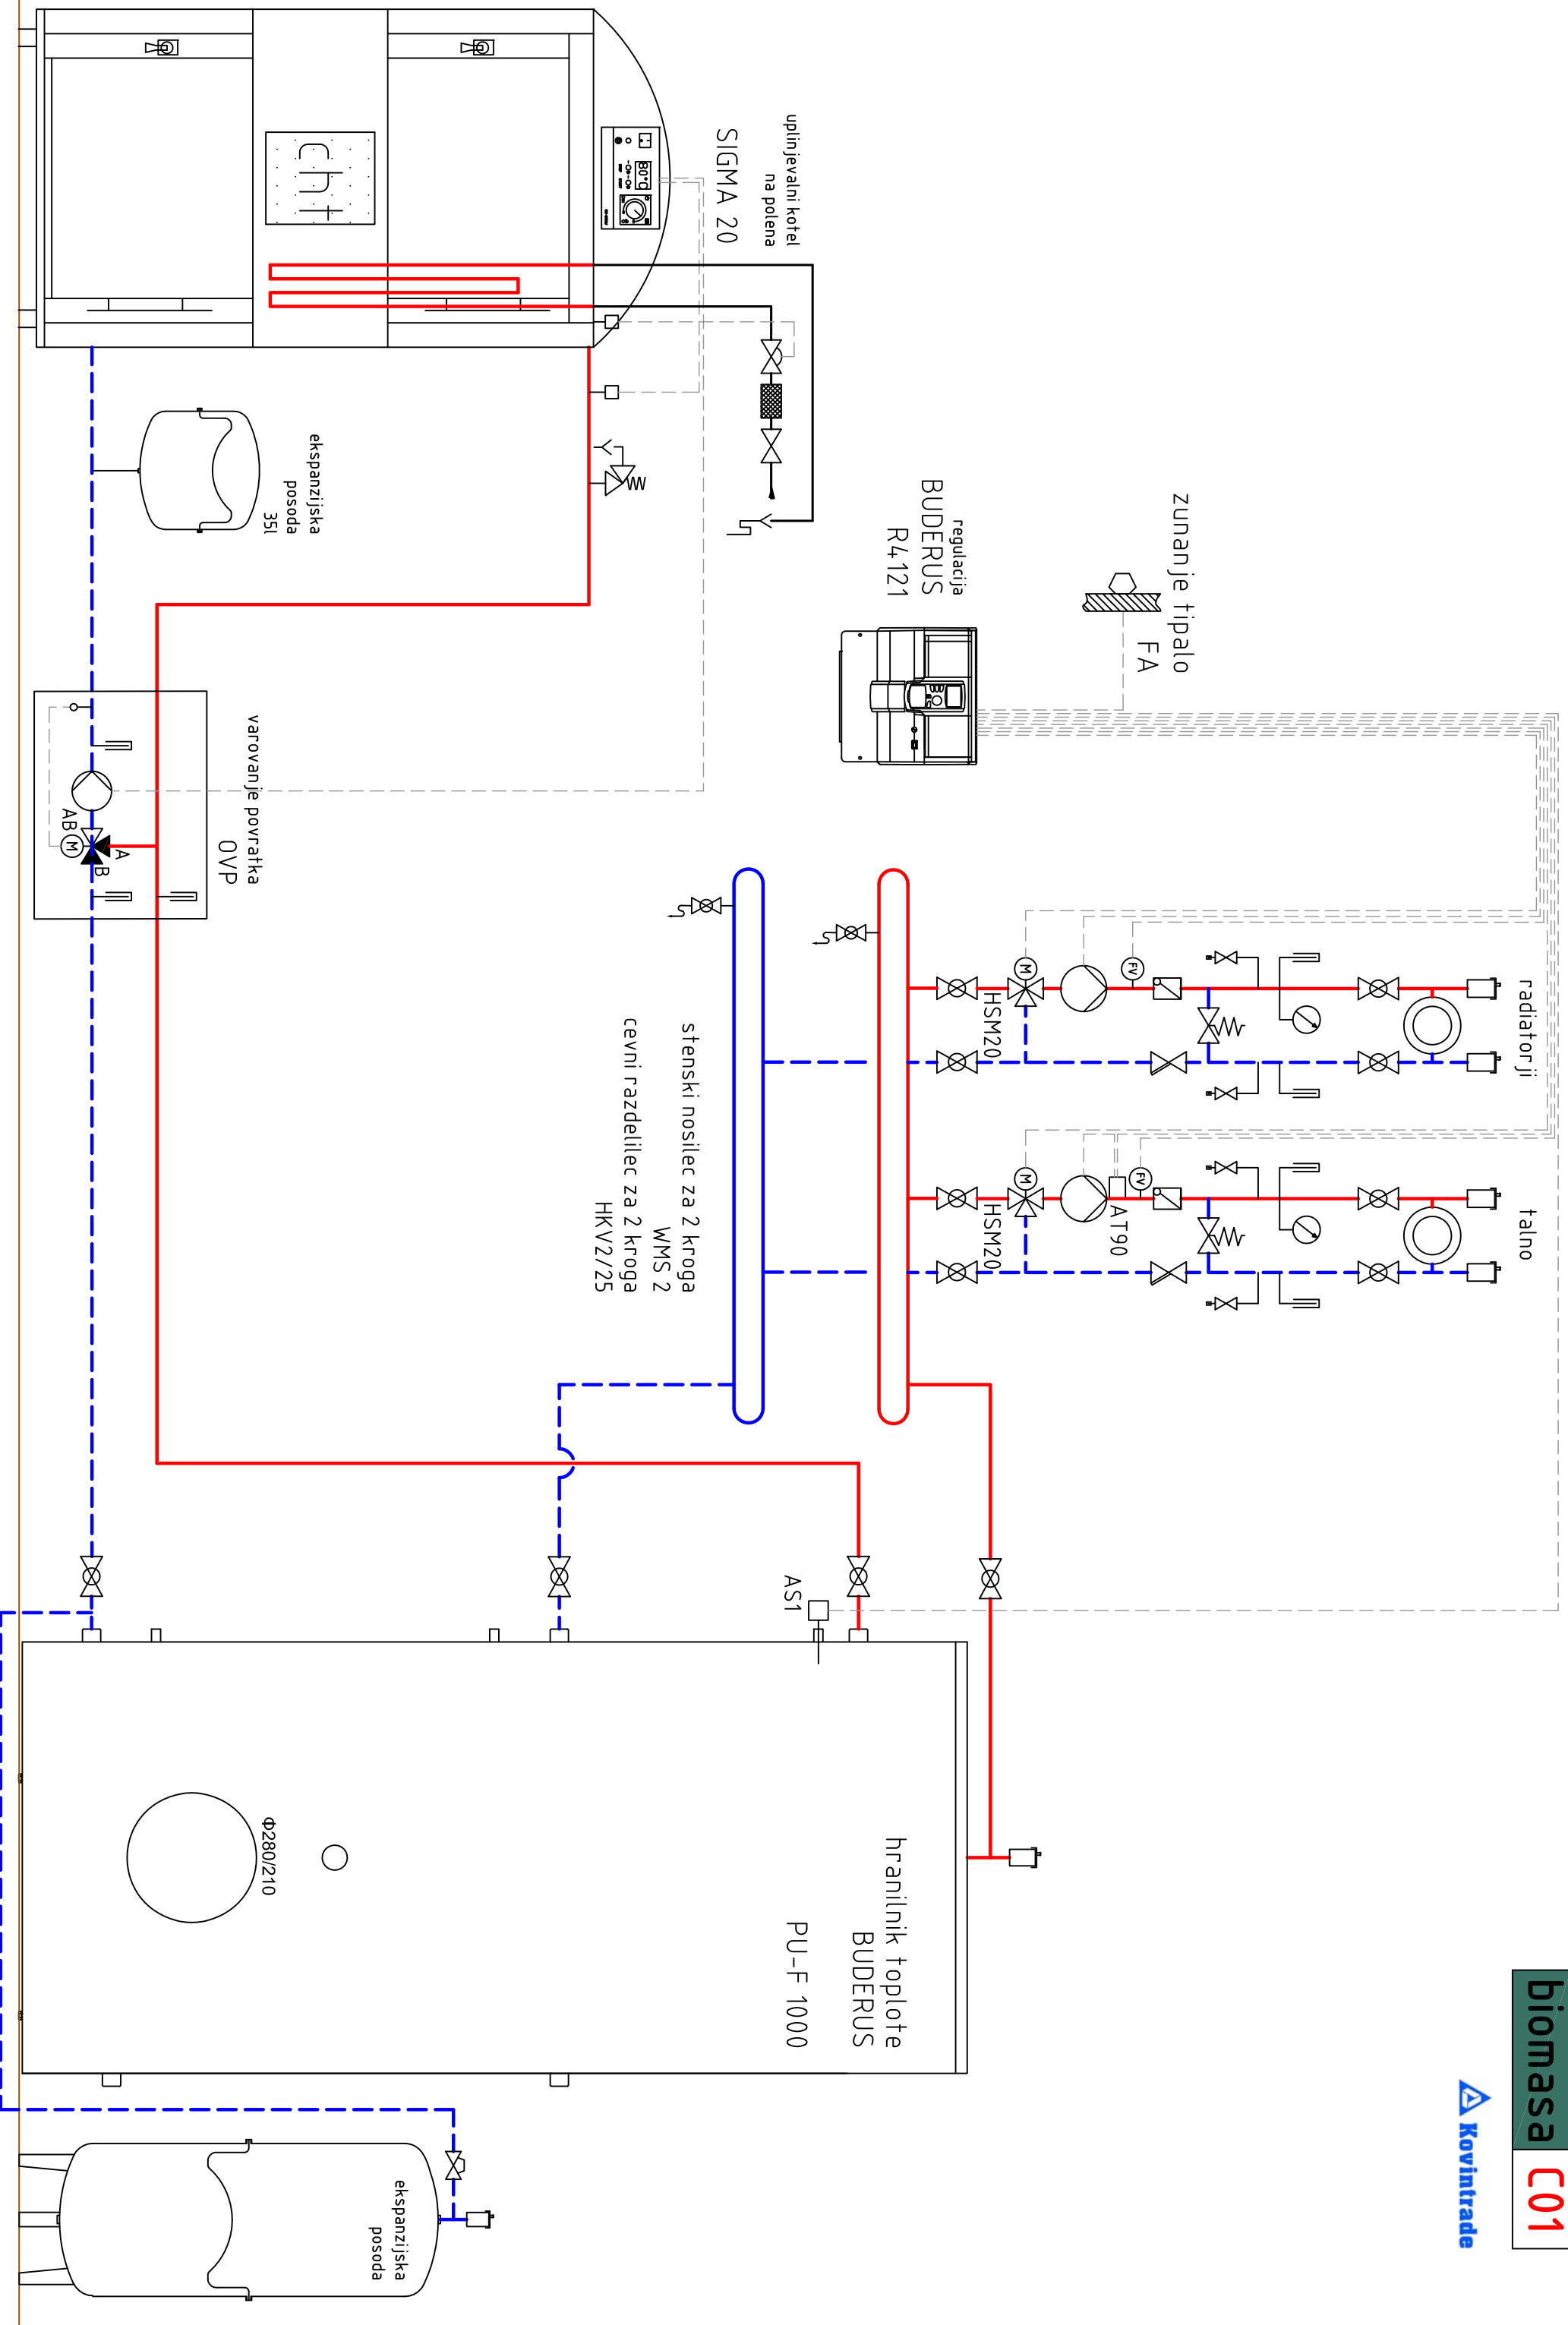 biomasa C01
Kovintrade
radiatorji
talno
zunanje tipalo
FA
regulacija
BUDERUS
R4121
uplinjevalni kotel
na polena
SIGMA 20
80°C
cht
FV
M
HSM20
FV
AT90
M
HSM20
stenski nosilec za 2 kroga
WMS 2
cevni razdelilec za 2 kroga
HKV2/25
AS1
hranilnik toplote
BUDERUS
PU-F 1000
Φ280/210
ekspanzijska
posoda
35l
varovanje povratka
OVP
A
AB
M
B
ekspanzijska
posoda